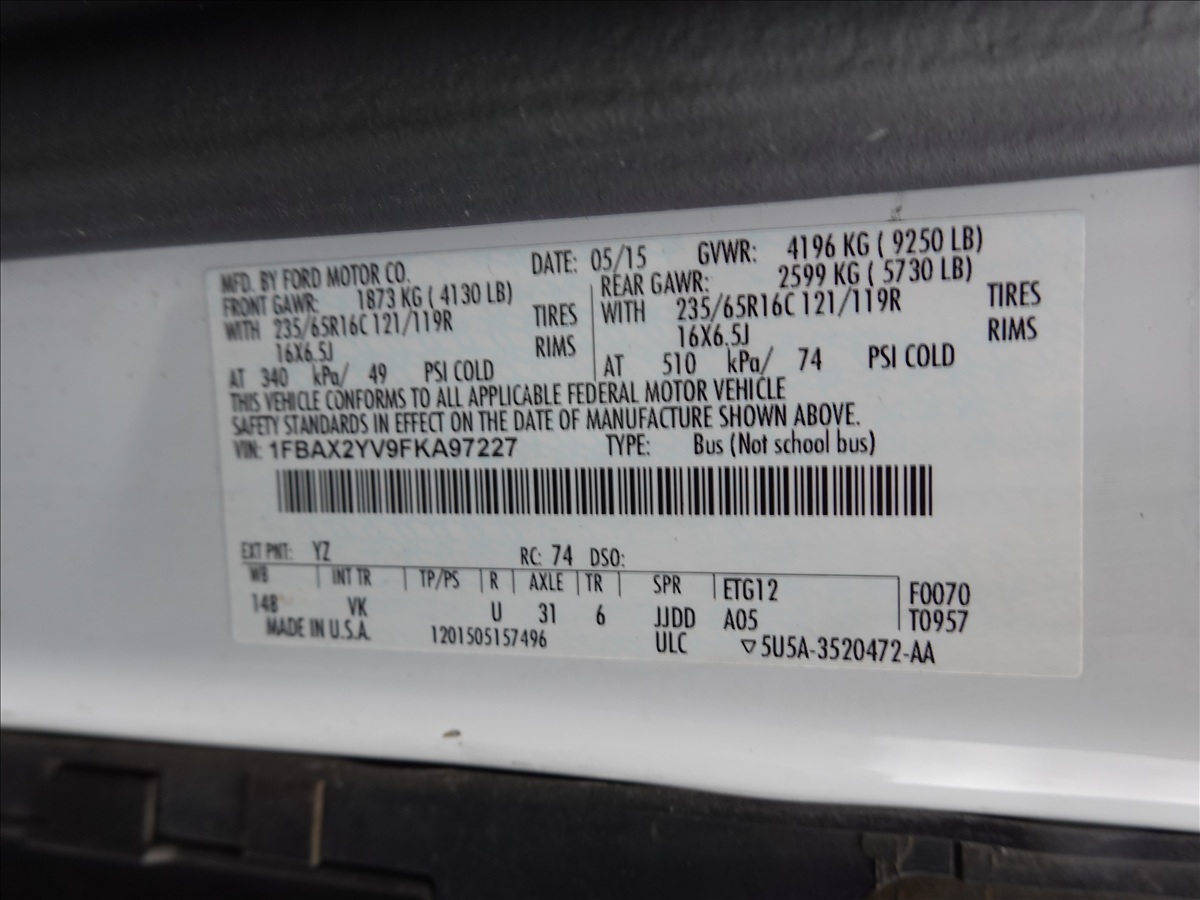 MFD. BY FORD MOTOR CO. DATE: 05/15 GVWR: 4196 KG ( 9250 LB)
FRONT GAWR: 1873 KG ( 4130 LB) REAR GAWR: 2599 KG ( 5730 LB)
WITH 235/65R16C 121/119R TIRES WITH 235/65R16C 121/119R TIRES
16X6.5J RIMS 16X6.5J RIMS
AT 340 kPa/ 49 PSI COLD AT 510 kPa/ 74 PSI COLD
THIS VEHICLE CONFORMS TO ALL APPLICABLE FEDERAL MOTOR VEHICLE
SAFETY STANDARDS IN EFFECT ON THE DATE OF MANUFACTURE SHOWN ABOVE.
VIN: 1FBAX2YV9FKA97227 TYPE: Bus (Not school bus)
EXT PNT: YZ RC: 74 DSO:
WB INT TR TP/PS R AXLE TR SPR ETG12 F0070
148 VK U 31 6 JJDD A05 T0957
MADE IN U.S.A. 1201505157496 ULC ▽5U5A-3520472-AA